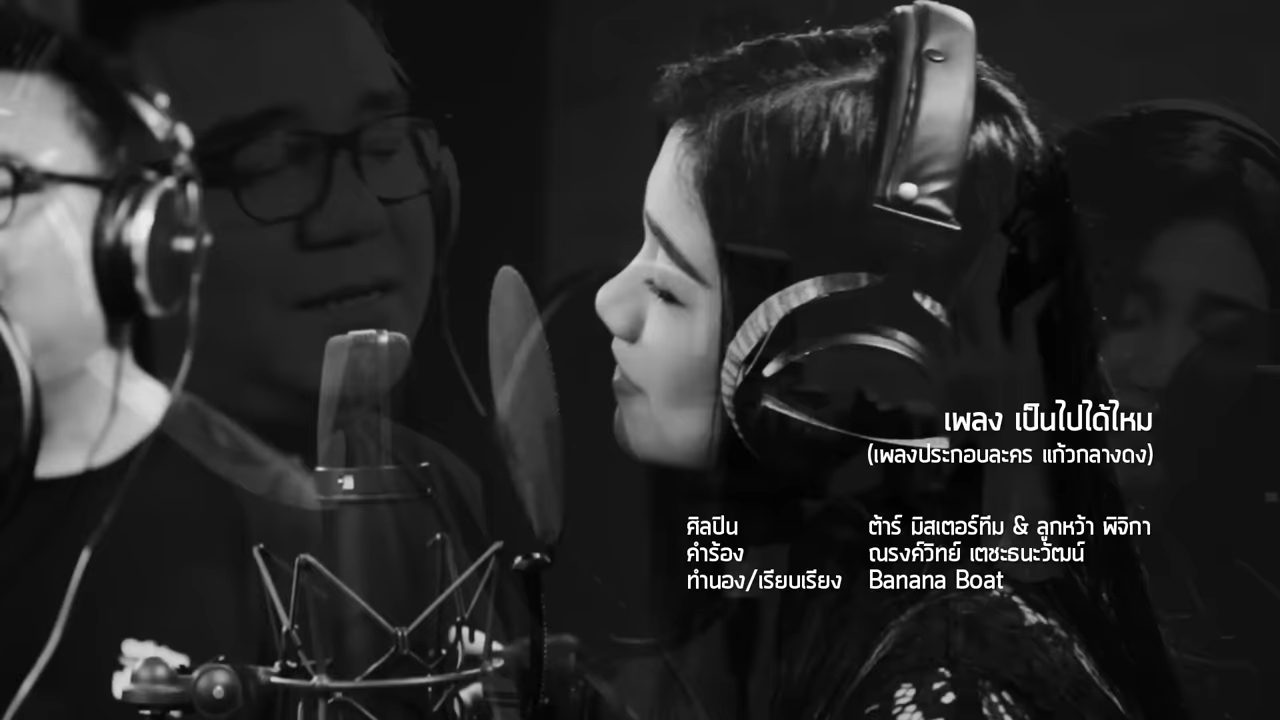 เพลง เป็นไปได้ไหม
(เพลงประกอบละคร แก้วกลางดง)
ศิลปิน ต้าร์ มิสเตอร์ทีม & ลูกหว้า พิจิกา
คำร้อง ณรงค์วิทย์ เตชะธนะวัฒน์
ทำนอง/เรียบเรียง Banana Boat